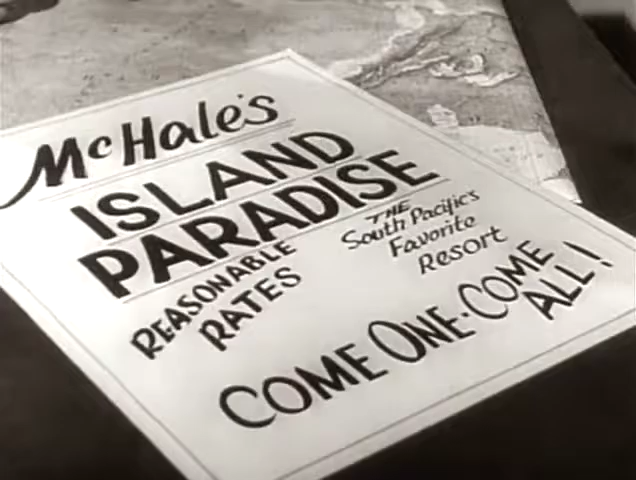 McHale's
ISLAND
PARADISE
REASONABLE
RATES
THE
South Pacific's
Favorite
Resort
COME ONE-COME
ALL!